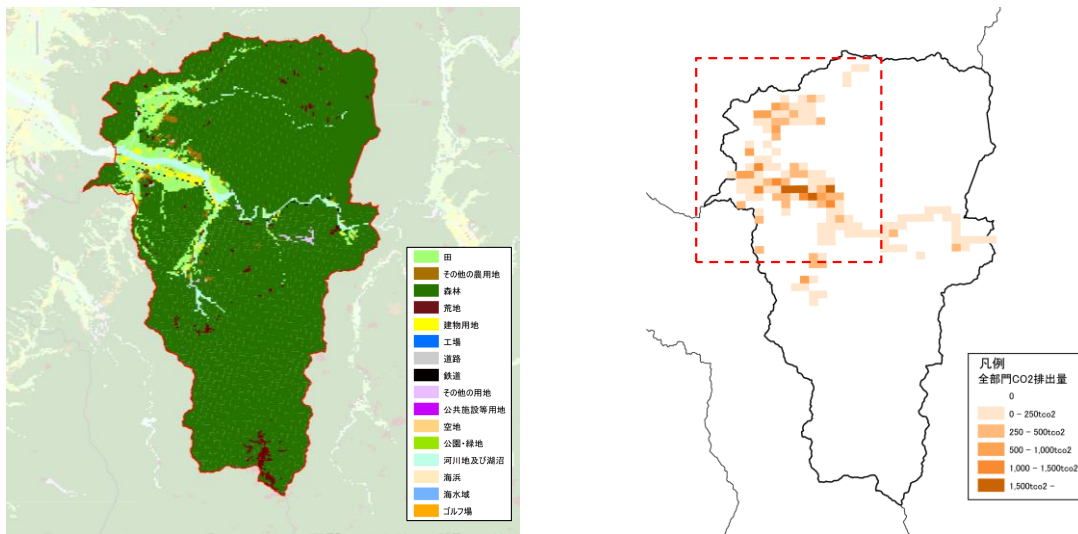 田
その他の農用地
森林
荒地
建物用地
工場
道路
鉄道
その他の用地
公共施設等用地
空地
公園・緑地
河川地及び湖沼
海浜
海水域
ゴルフ場
凡例
全部門CO2排出量
0
0 - 250tco2
250 - 500tco2
500 - 1,000tco2
1,000 - 1,500tco2
1,500tco2 -